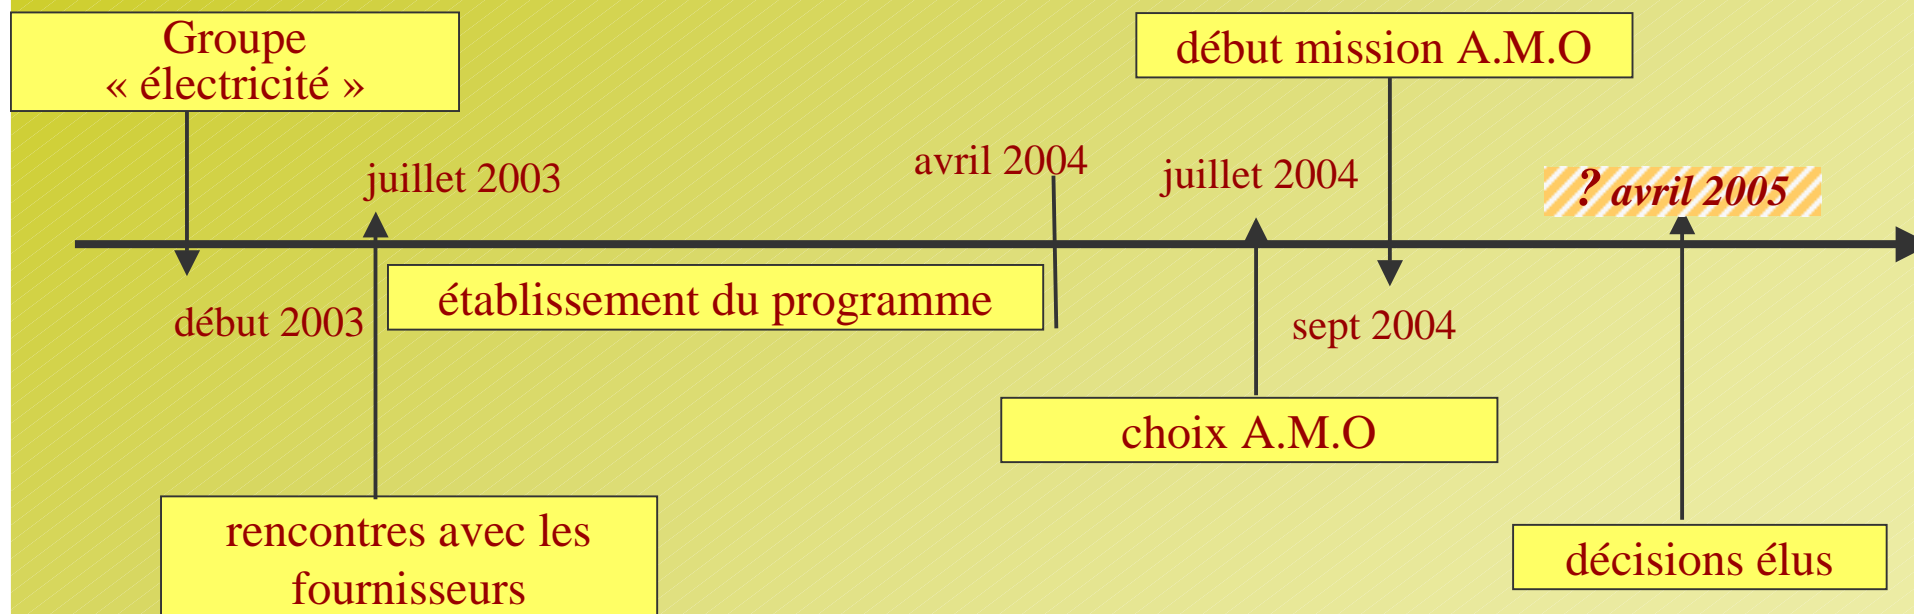 Groupe
« électricité »
début mission A.M.O
juillet 2003
avril 2004
juillet 2004
? avril 2005
début 2003
établissement du programme
sept 2004
choix A.M.O
rencontres avec les
fournisseurs
décisions élus